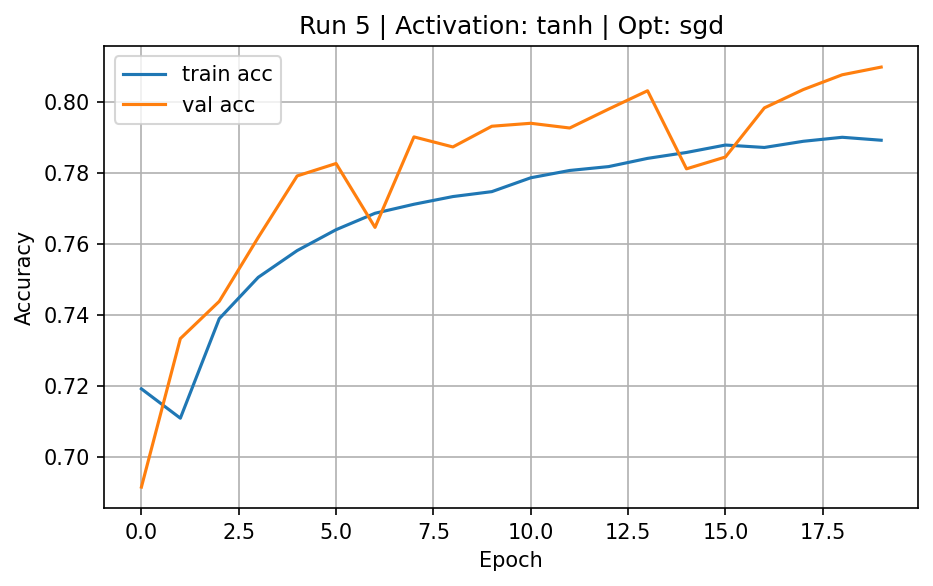 Run 5 | Activation: tanh | Opt: sgd
train acc
val acc
Accuracy
0.80
0.78
0.76
0.74
0.72
0.70
0.0 2.5 5.0 7.5 10.0 12.5 15.0 17.5
Epoch